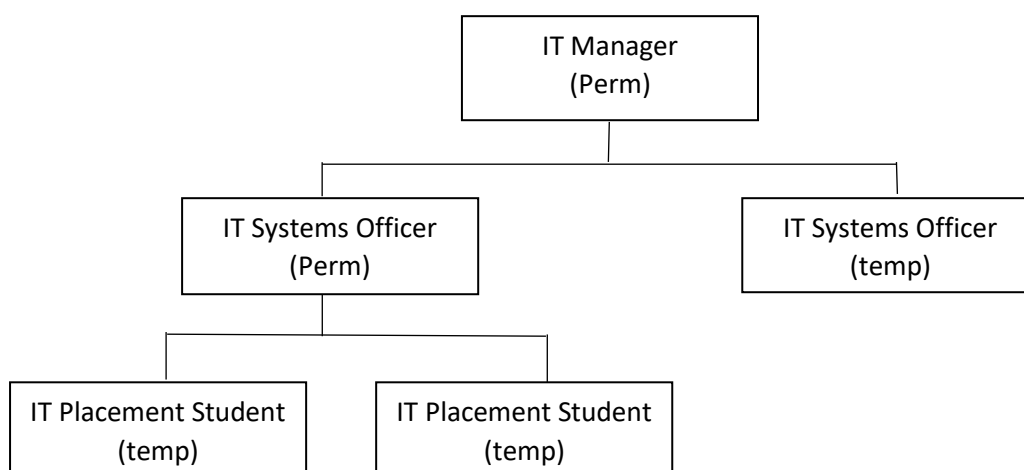 IT Manager
(Perm)
IT Systems Officer
(Perm)
IT Systems Officer
(temp)
IT Placement Student
(temp)
IT Placement Student
(temp)